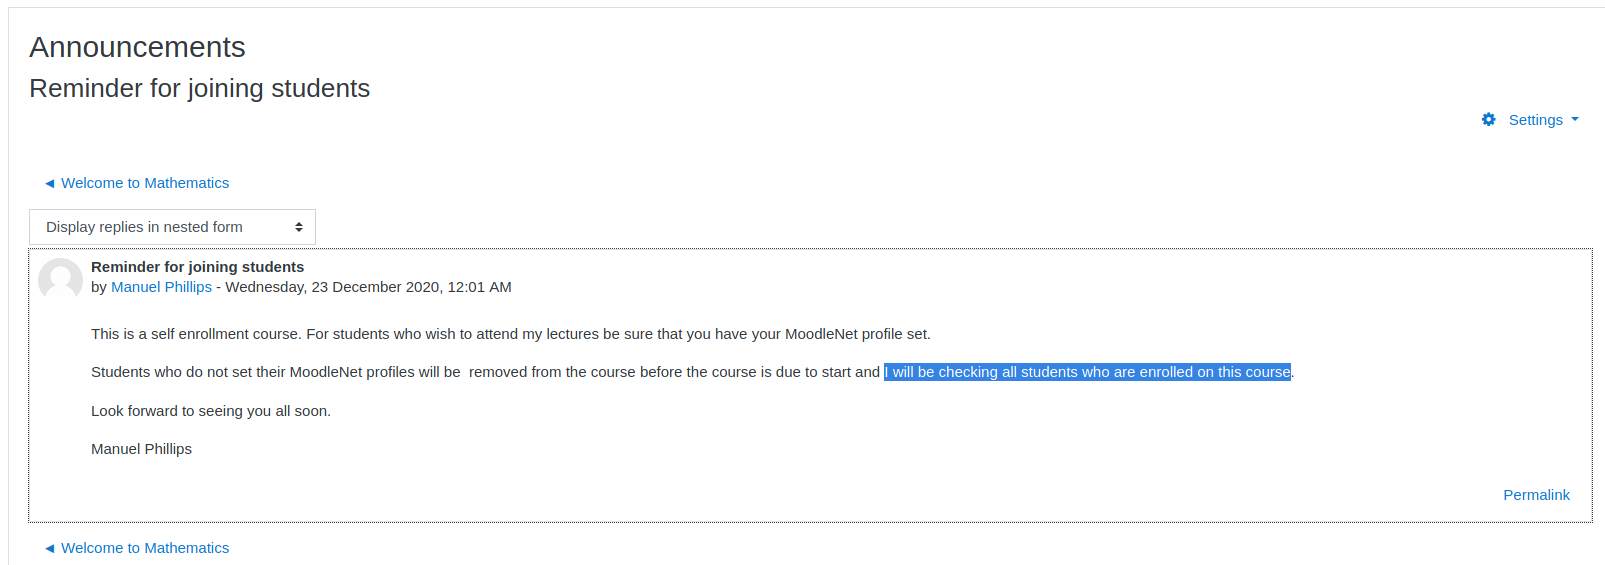 Announcements
Reminder for joining students
Settings
◄ Welcome to Mathematics
Display replies in nested form
Reminder for joining students
by Manuel Phillips - Wednesday, 23 December 2020, 12:01 AM
This is a self enrollment course. For students who wish to attend my lectures be sure that you have your MoodleNet profile set.
Students who do not set their MoodleNet profiles will be  removed from the course before the course is due to start and I will be checking all students who are enrolled on this course.
Look forward to seeing you all soon.
Manuel Phillips
Permalink
◄ Welcome to Mathematics